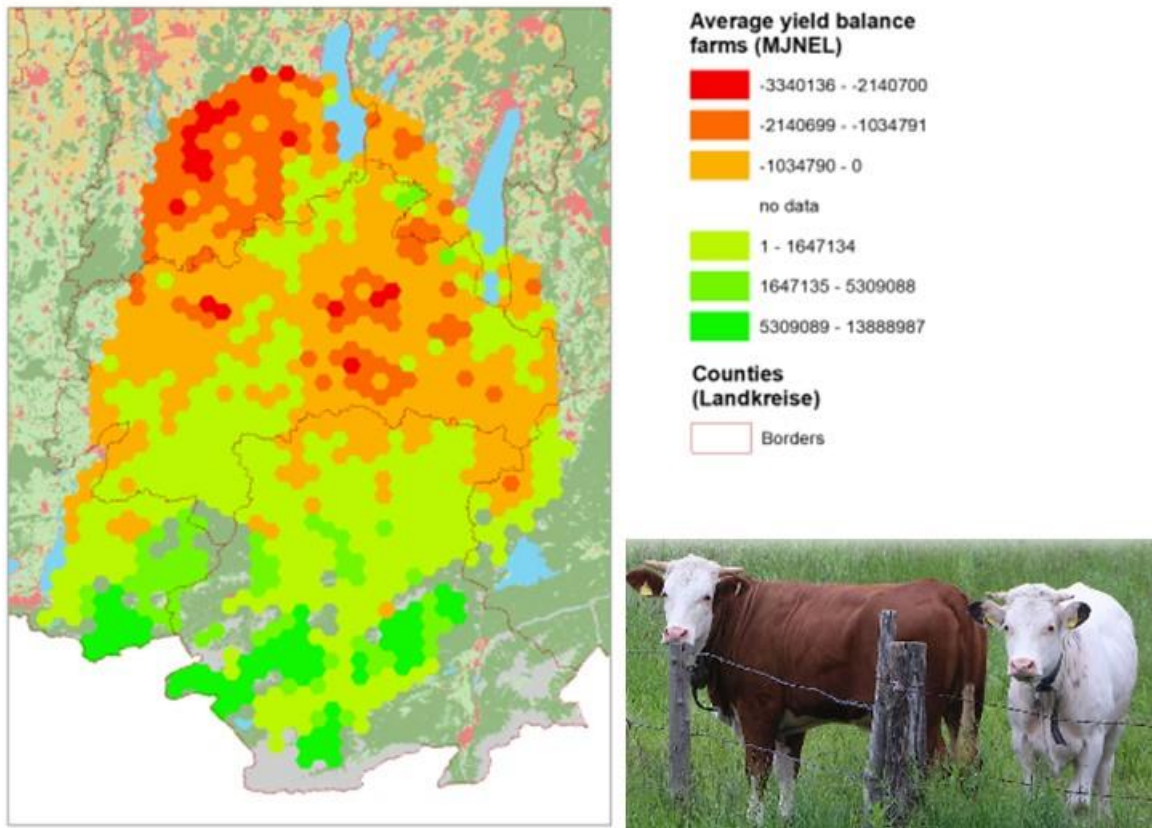 Average yield balance
farms (MJNEL)
-3340136 - -2140700
-2140699 - -1034791
-1034790 - 0
no data
1 - 1647134
1647135 - 5309088
5309089 - 13888987
Counties
(Landkreise)
Borders